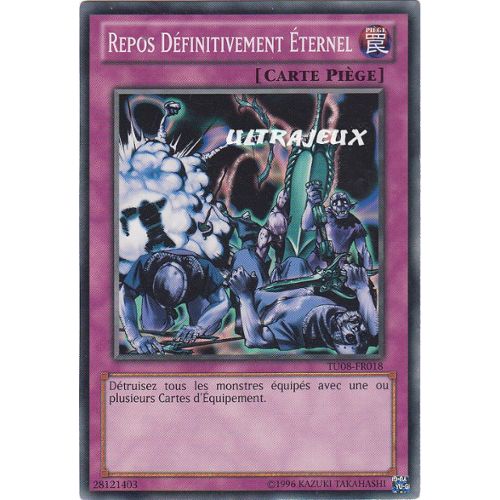 Repos Définitivement Éternel
PIÈGE
罠
[Carte Piège]
ULTRAJEUX
TU08-FR018
Détruisez tous les monstres équipés avec une ou
plusieurs Cartes d'Équipement.
28121403
©1996 KAZUKI TAKAHASHI